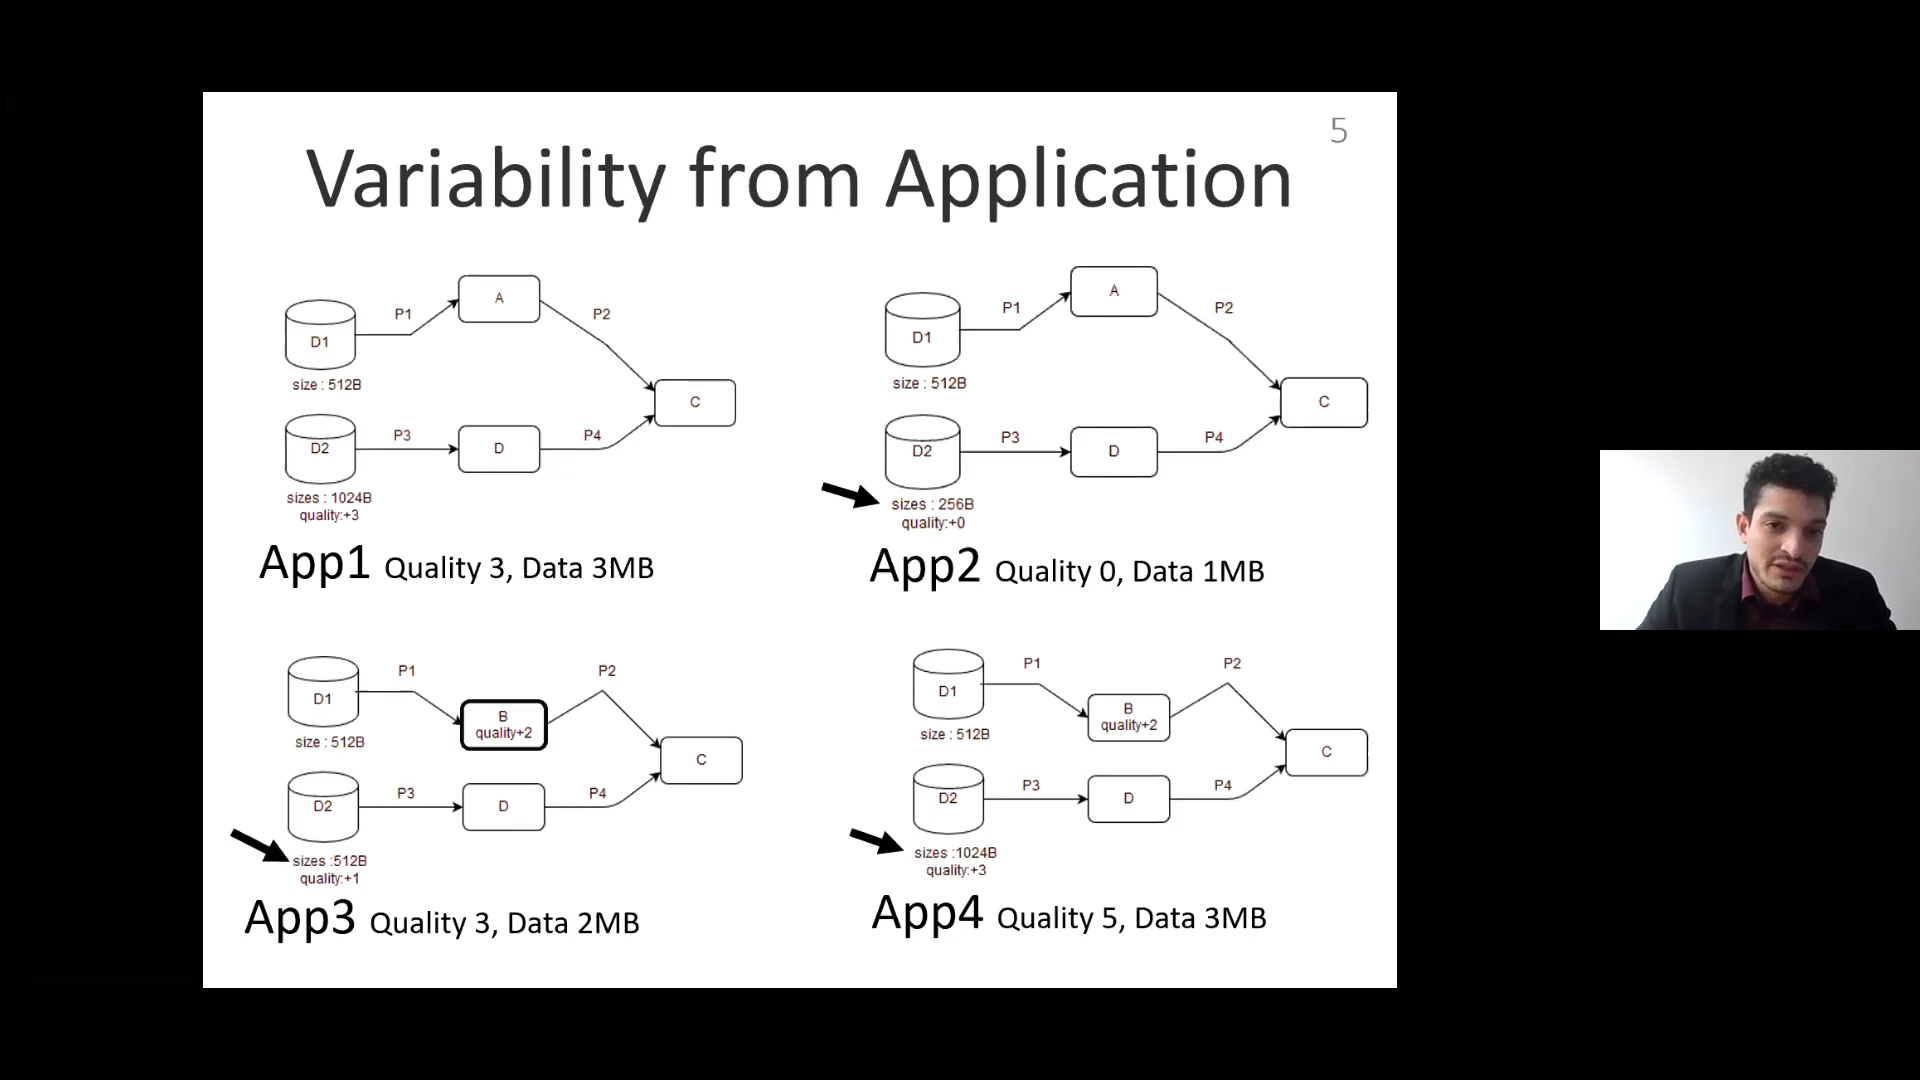 5
Variability from Application
P1
A
P2
D1
size : 512B
C
P3
D2
D
P4
sizes : 1024B
quality:+3
App1 Quality 3, Data 3MB
P1
A
P2
D1
size : 512B
C
P3
D2
D
P4
sizes : 256B
quality:+0
App2 Quality 0, Data 1MB
P1
P2
D1
B
quality+2
size : 512B
C
P3
D2
D
P4
sizes :512B
quality:+1
App3 Quality 3, Data 2MB
P1
P2
D1
B
quality+2
size : 512B
C
P3
D2
D
P4
sizes :1024B
quality:+3
App4 Quality 5, Data 3MB